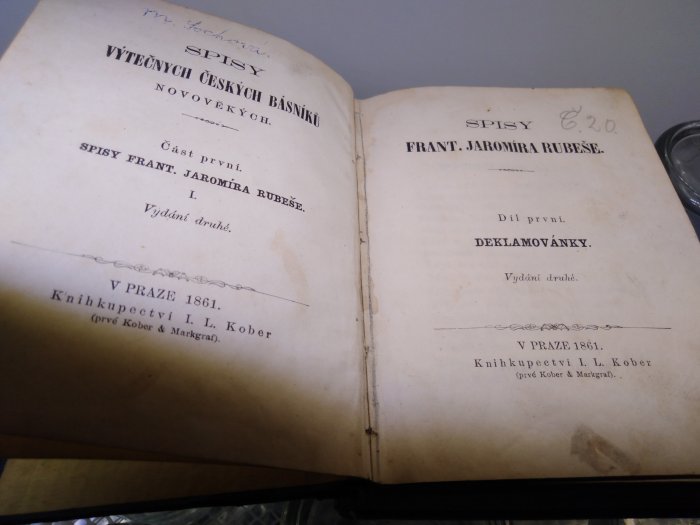 SPISY
VÝTEČNYCH ČESKÝCH BÁSNÍKŮ
NOVOVĚKÝCH.
Část první.
SPISY FRANT. JAROMÍRA RUBEŠE.
I.
Vydání druhé.
V PRAZE 1861.
Knihkupectví I. L. Kober
(prvé Kober & Markgraf).
SPISY
FRANT. JAROMÍRA RUBEŠE.
Díl první.
DEKLAMOVÁNKY.
Vydání druhé.
V PRAZE 1861.
Knihkupectví I. L. Kober
(prvé Kober & Markgraf).